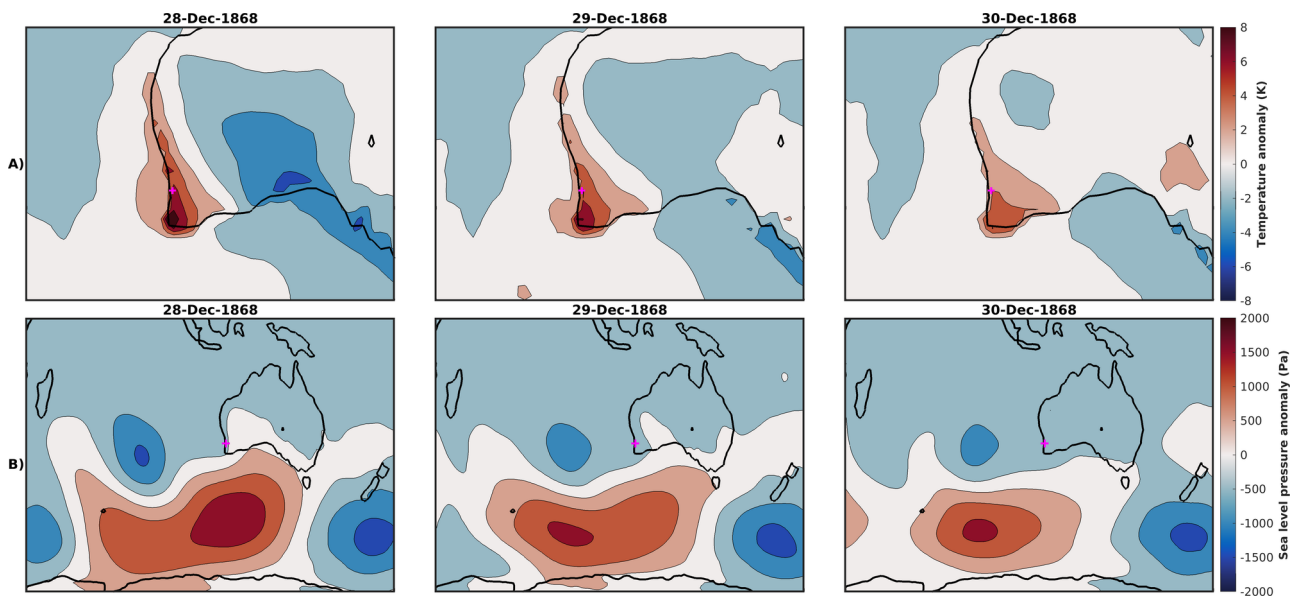 28-Dec-1868
29-Dec-1868
30-Dec-1868
A)
8
6
4
2
0
-2
-4
-6
-8
Temperature anomaly (K)
28-Dec-1868
29-Dec-1868
30-Dec-1868
B)
2000
1500
1000
500
0
-500
-1000
-1500
-2000
Sea level pressure anomaly (Pa)